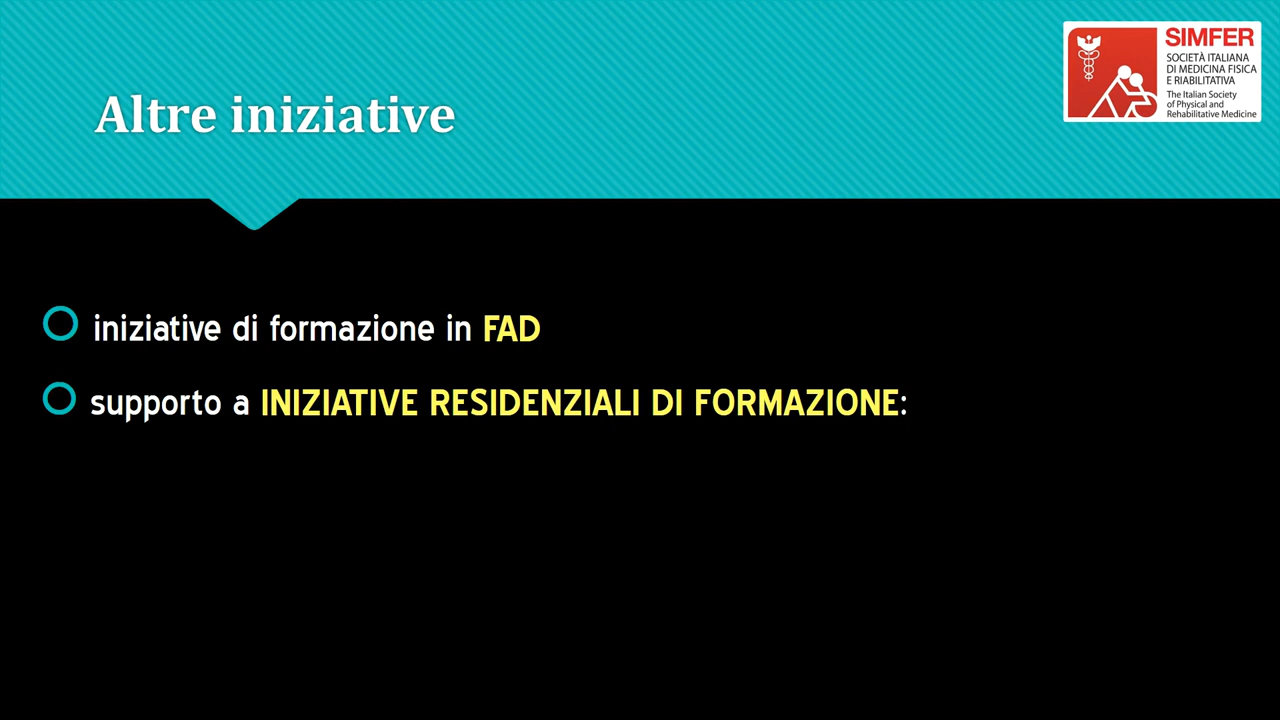 Altre iniziative
SIMFER
SOCIETÀ ITALIANA
DI MEDICINA FISICA
E RIABILITATIVA
The Italian Society
of Physical and
Rehabilitative Medicine
iniziative di formazione in FAD
supporto a INIZIATIVE RESIDENZIALI DI FORMAZIONE: